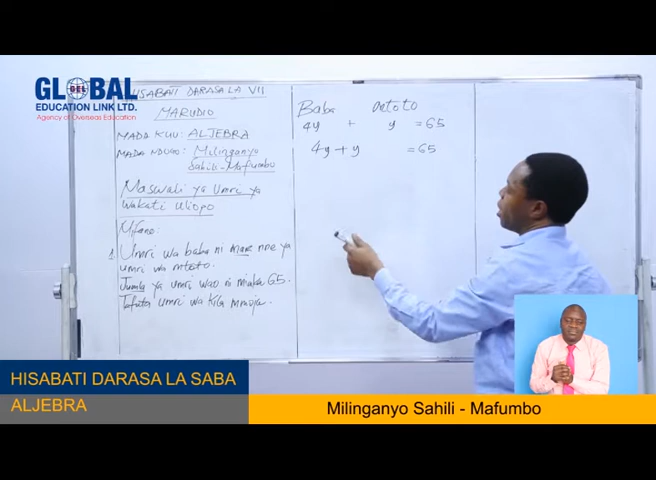 GLOBAL
GEL
EDUCATION LINK LTD.
Agency of Overseas Education
HISABATI DARASA LA VII
MARUDIO
MADA KUU: ALJEBRA
MADA NDOGO: Milinganyo
Sahili - Mafumbo
Maswali ya Umri ya
Wakati Uliopo
Mfano:
1. Umri wa baba ni mara nne ya
umri wa mtoto.
Jumla ya umri wao ni miaka 65.
Tafuta umri wa kila mmoja.
Baba Mtoto
4y + y = 65
4y + y = 65
HISABATI DARASA LA SABA
ALJEBRA
Milinganyo Sahili - Mafumbo